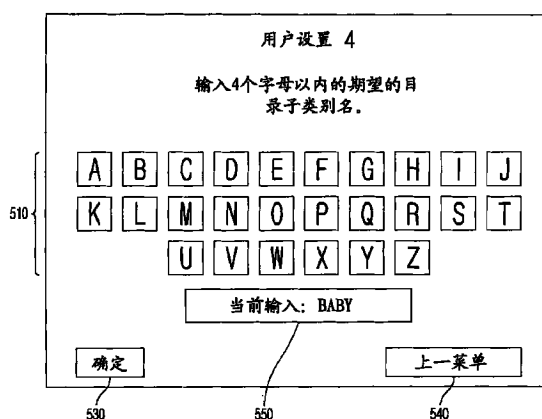 用户设置 4
输入4个字母以内的期望的目
录子类别名。
A B C D E F G H I J
510
K L M N O P Q R S T
U V W X Y Z
当前输入: BABY
确定 上一菜单
530 550 540